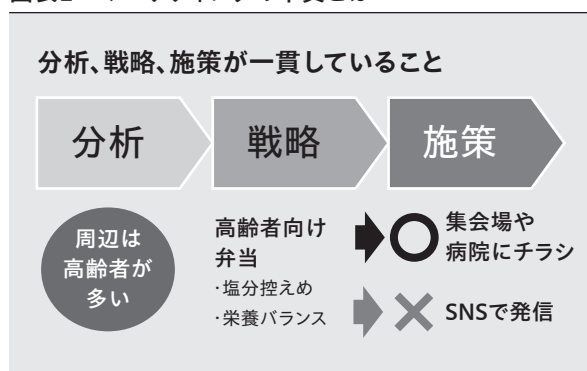 分析、戦略、施策が一貫していること
分析
戦略
施策
周辺は
高齢者が
多い
高齢者向け
弁当
·塩分控えめ
·栄養バランス
集会場や
病院にチラシ
SNSで発信